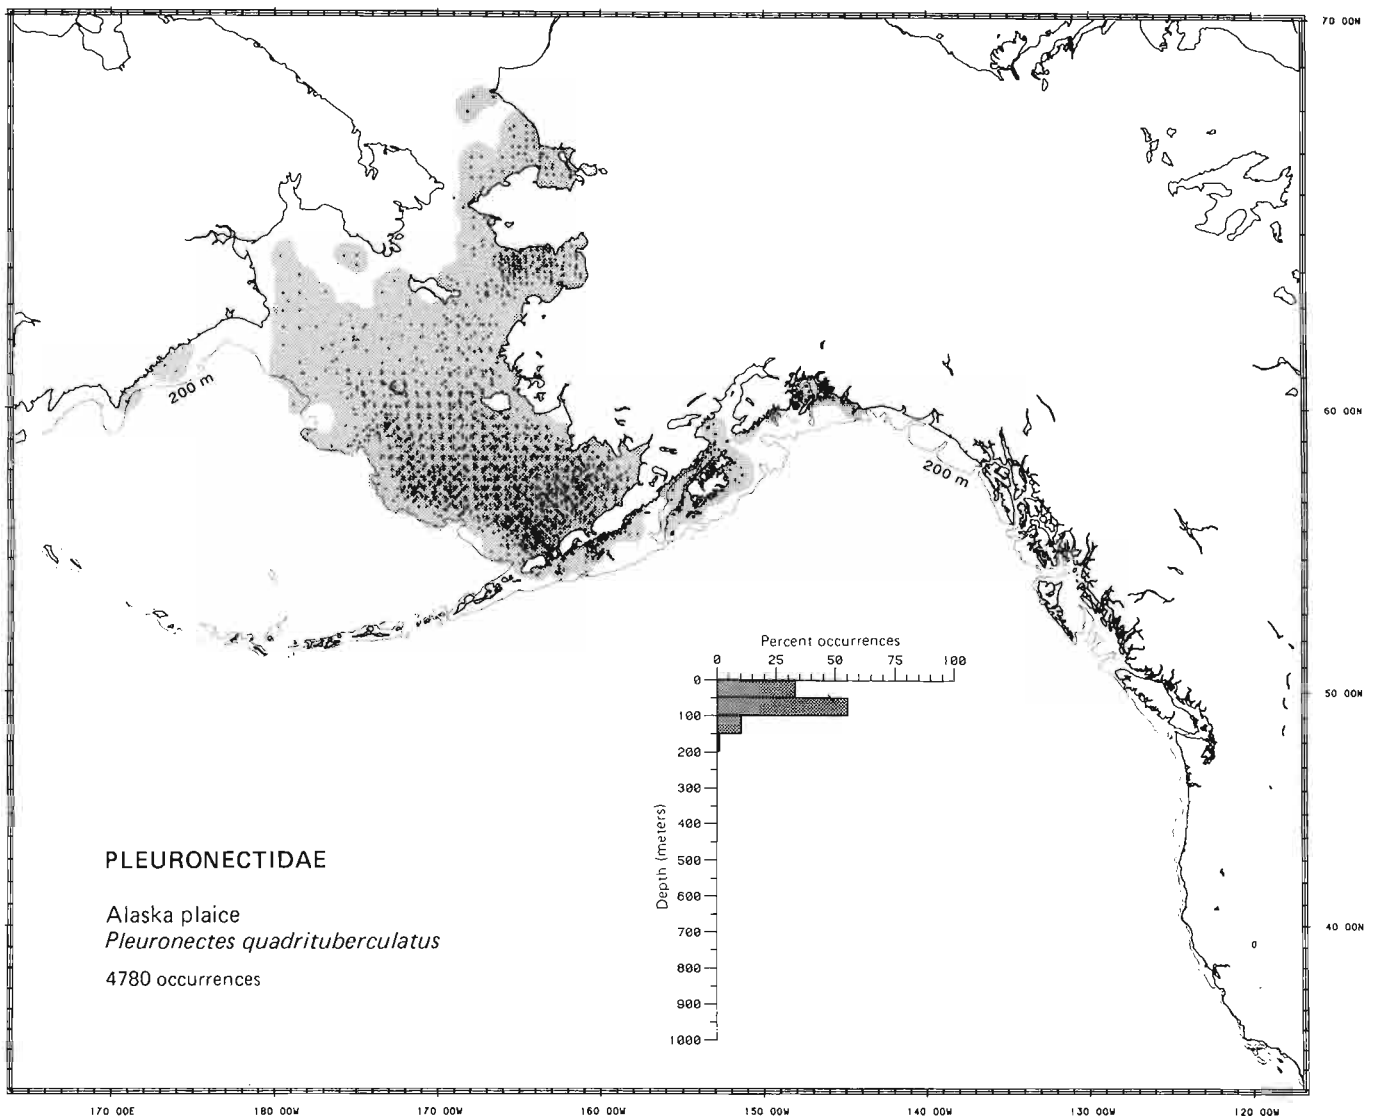 70 00N
200 m
60 00N
200 m
Percent occurrences
0 25 50 75 100
0
50 00N
100
200
300
400
500
600
700
800
900
1000
Depth (meters)
PLEURONECTIDAE
Alaska plaice
Pleuronectes quadrituberculatus
4780 occurrences
40 00N
170 00E 180 00W 170 00W 160 00W 150 00W 140 00W 130 00W 120 00W